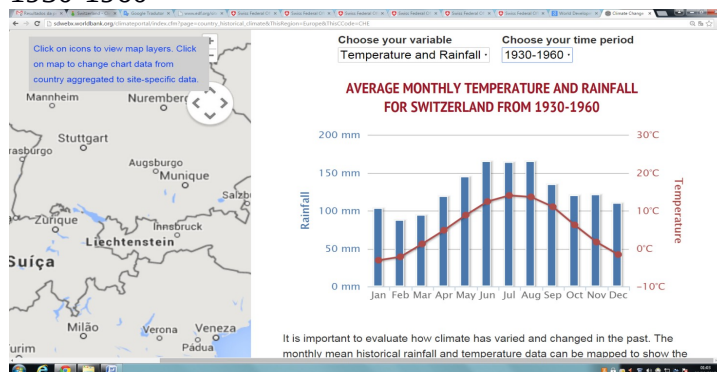 1930-1960
sdwebx.worldbank.org/climateportal/index.cfm?page=country_historical_climate&ThisRegion=Europe&ThisCCode=CHE
Click on icons to view map layers. Click
on map to change chart data from
country aggregated to site-specific data.
Mannheim
Nuremberg
Stuttgart
rasburgo
Augsburgo
Munique
Salzb
Zurique
Innsbruck
Liechtenstein
Suíça
Milão
Verona
Veneza
Pádua
urim
Choose your variable
Temperature and Rainfall
Choose your time period
1930-1960
AVERAGE MONTHLY TEMPERATURE AND RAINFALL
FOR SWITZERLAND FROM 1930-1960
200 mm
150 mm
100 mm
50 mm
0 mm
Rainfall
30°C
20°C
10°C
0°C
-10°C
Temperature
Jan Feb Mar Apr May Jun Jul Aug Sep Oct Nov Dec
It is important to evaluate how climate has varied and changed in the past. The
monthly mean historical rainfall and temperature data can be mapped to show the